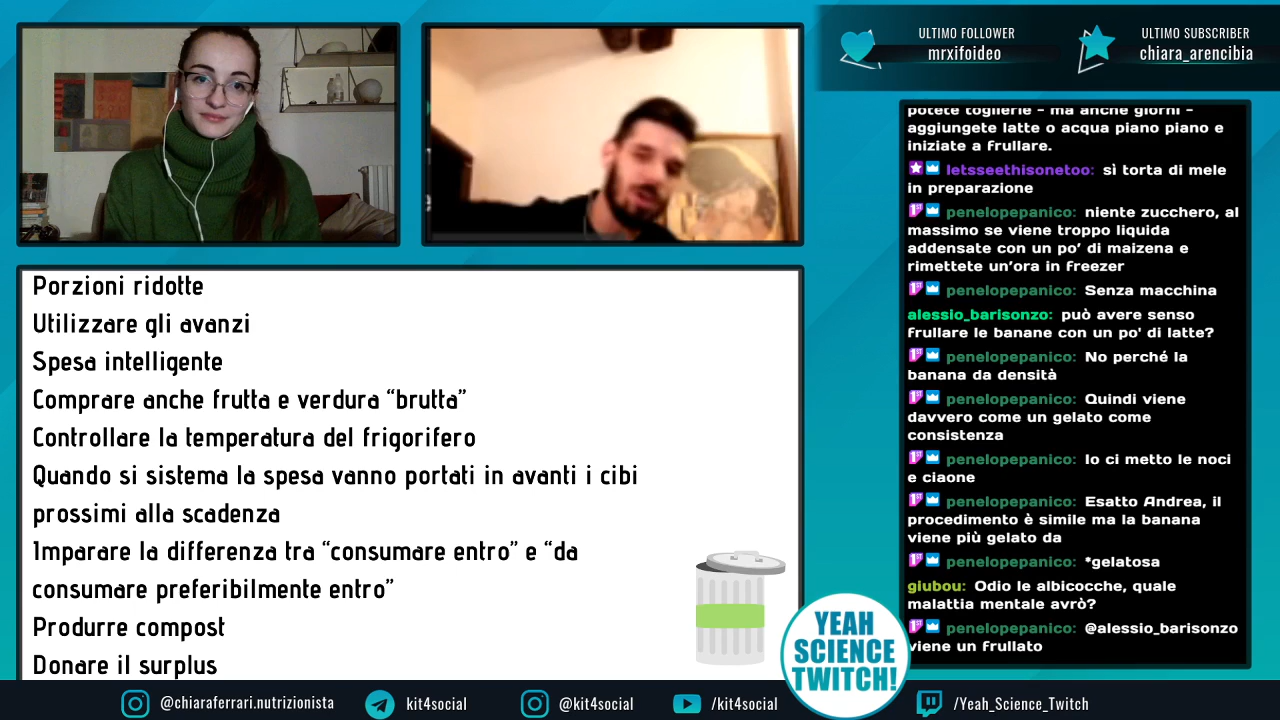 ULTIMO FOLLOWER
mrxifoideo
ULTIMO SUBSCRIBER
chiara_arencibia
Porzioni ridotte
Utilizzare gli avanzi
Spesa intelligente
Comprare anche frutta e verdura “brutta”
Controllare la temperatura del frigorifero
Quando si sistema la spesa vanno portati in avanti i cibi
prossimi alla scadenza
Imparare la differenza tra “consumare entro” e “da
consumare preferibilmente entro”
Produrre compost
Donare il surplus
potete toglierle - ma anche giorni -
aggiungete latte o acqua piano piano e
iniziate a frullare.
letsseethisonetoo: sì torta di mele
in preparazione
penelopepanico: niente zucchero, al
massimo se viene troppo liquida
addensate con un po’ di maizena e
rimettete un’ora in freezer
penelopepanico: Senza macchina
alessio_barisonzo: può avere senso
frullare le banane con un po' di latte?
penelopepanico: No perché la
banana da densità
penelopepanico: Quindi viene
davvero come un gelato come
consistenza
penelopepanico: Io ci metto le noci
e ciaone
penelopepanico: Esatto Andrea, il
procedimento è simile ma la banana
viene più gelato da
penelopepanico: *gelatosa
giubou: Odio le albicocche, quale
malattia mentale avrò?
penelopepanico: @alessio_barisonzo
viene un frullato
YEAH
SCIENCE
TWITCH!
@chiaraferrari.nutrizionista
kit4social
@kit4social
/kit4social
/Yeah_Science_Twitch